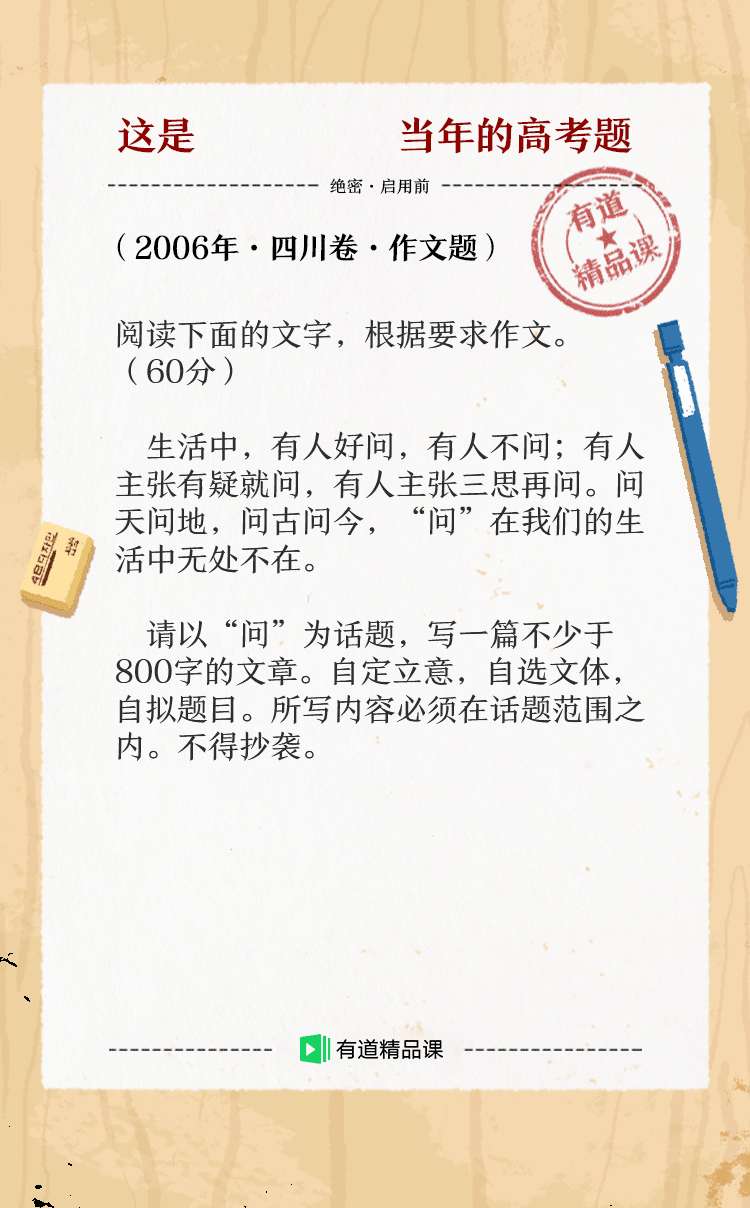 这是 当年的高考题
绝密·启用前
（2006年·四川卷·作文题）
有道
精品课
阅读下面的文字，根据要求作文。
（60分）
生活中，有人好问，有人不问；有人
主张有疑就问，有人主张三思再问。问
天问地，问古问今，“问”在我们的生
活中无处不在。
请以“问”为话题，写一篇不少于
800字的文章。自定立意，自选文体，
自拟题目。所写内容必须在话题范围之
内。不得抄袭。
有道精品课